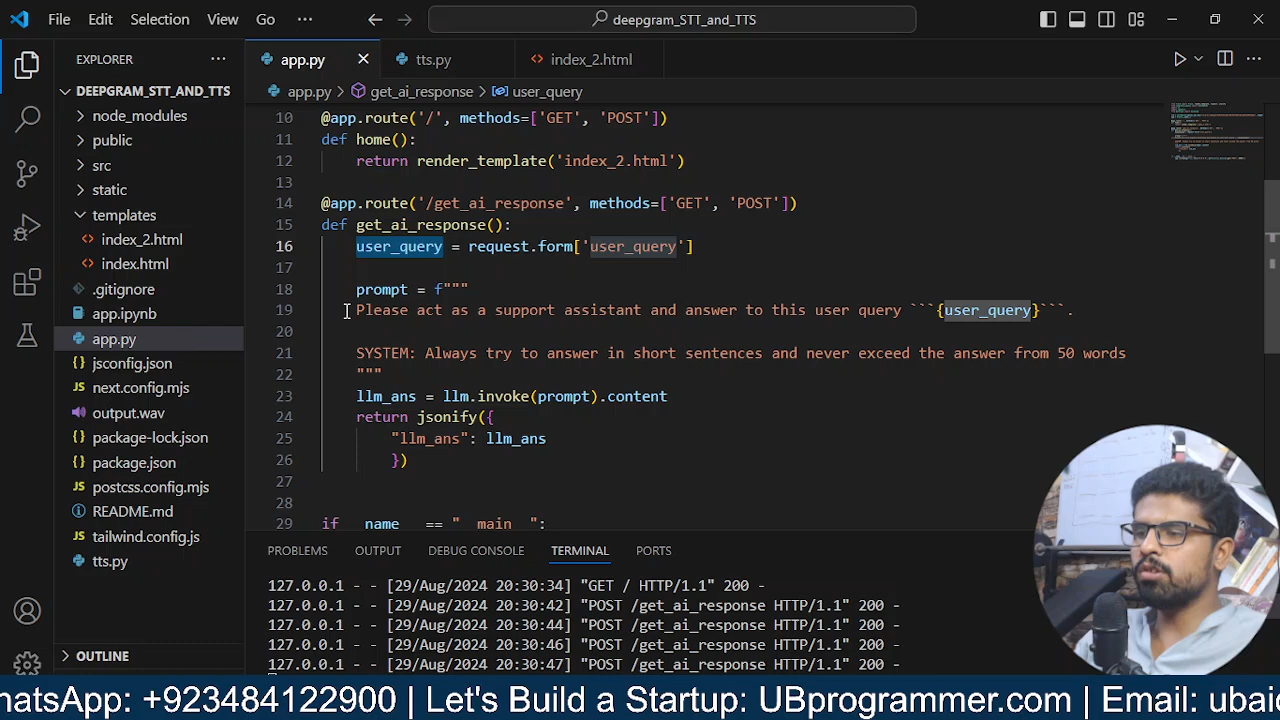 File Edit Selection View Go ··· deepgram_STT_and_TTS
EXPLORER ···
app.py tts.py index_2.html
DEEPGRAM_STT_AND_TTS
app.py > get_ai_response > user_query
node_modules
public
src
static
templates
index_2.html
index.html
.gitignore
app.ipynb
app.py
jsconfig.json
next.config.mjs
output.wav
package-lock.json
package.json
postcss.config.mjs
README.md
tailwind.config.js
tts.py
OUTLINE
10 @app.route('/', methods=['GET', 'POST'])
11 def home():
12 return render_template('index_2.html')
13
14 @app.route('/get_ai_response', methods=['GET', 'POST'])
15 def get_ai_response():
16 user_query = request.form['user_query']
17
18 prompt = f"""
19 Please act as a support assistant and answer to this user query ```{user_query}```.
20
21 SYSTEM: Always try to answer in short sentences and never exceed the answer from 50 words
22 """
23 llm_ans = llm.invoke(prompt).content
24 return jsonify({
25 "llm_ans": llm_ans
26 })
27
28
29 if __name__ == "__main__":
PROBLEMS OUTPUT DEBUG CONSOLE TERMINAL PORTS
127.0.0.1 - - [29/Aug/2024 20:30:34] "GET / HTTP/1.1" 200 -
127.0.0.1 - - [29/Aug/2024 20:30:42] "POST /get_ai_response HTTP/1.1" 200 -
127.0.0.1 - - [29/Aug/2024 20:30:44] "POST /get_ai_response HTTP/1.1" 200 -
127.0.0.1 - - [29/Aug/2024 20:30:46] "POST /get_ai_response HTTP/1.1" 200 -
127.0.0.1 - - [29/Aug/2024 20:30:47] "POST /get_ai_response HTTP/1.1" 200 -
hatsApp: +923484122900 | Let's Build a Startup: UBprogrammer.com | Email: ubaid